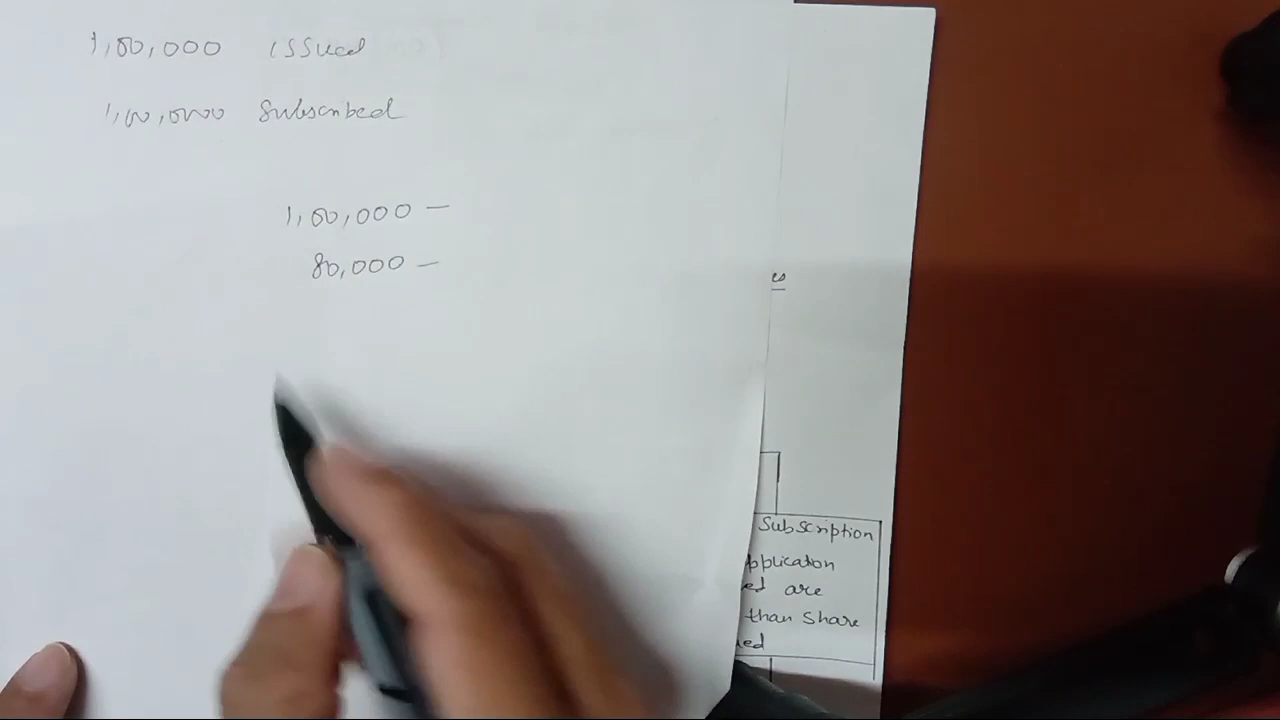 1,00,000 issued
1,00,000 Subscribed
1,00,000 —
80,000 —
es
Subscription
pplication
ed are
than Share
ed